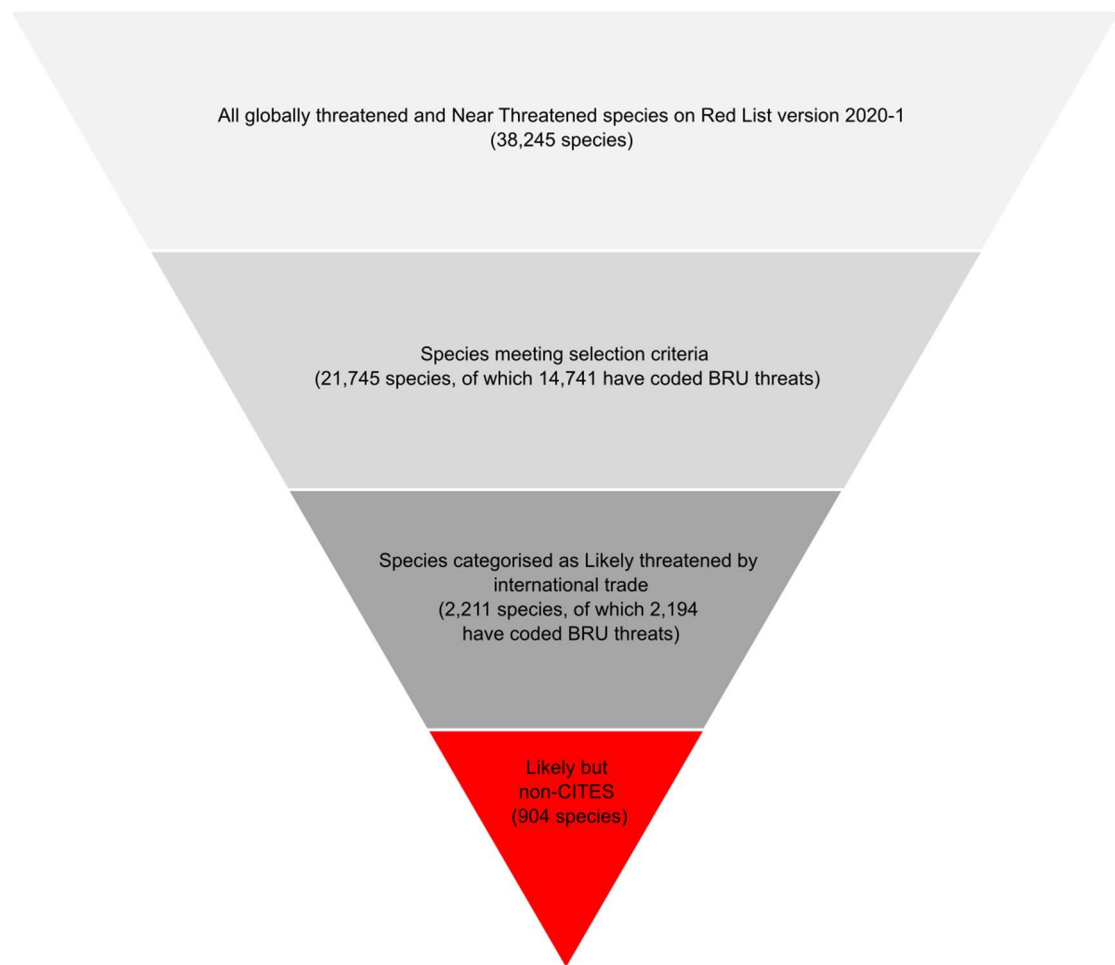 All globally threatened and Near Threatened species on Red List version 2020-1
(38,245 species)
Species meeting selection criteria
(21,745 species, of which 14,741 have coded BRU threats)
Species categorised as Likely threatened by
international trade
(2,211 species, of which 2,194
have coded BRU threats)
Likely but
non-CITES
(904 species)